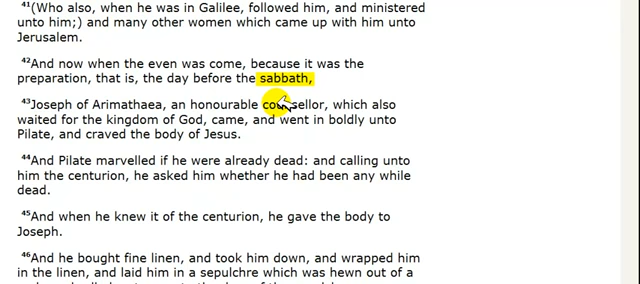 41(Who also, when he was in Galilee, followed him, and ministered
unto him;) and many other women which came up with him unto
Jerusalem.
42And now when the even was come, because it was the
preparation, that is, the day before the sabbath,
43Joseph of Arimathaea, an honourable counsellor, which also
waited for the kingdom of God, came, and went in boldly unto
Pilate, and craved the body of Jesus.
44And Pilate marvelled if he were already dead: and calling unto
him the centurion, he asked him whether he had been any while
dead.
45And when he knew it of the centurion, he gave the body to
Joseph.
46And he bought fine linen, and took him down, and wrapped him
in the linen, and laid him in a sepulchre which was hewn out of a